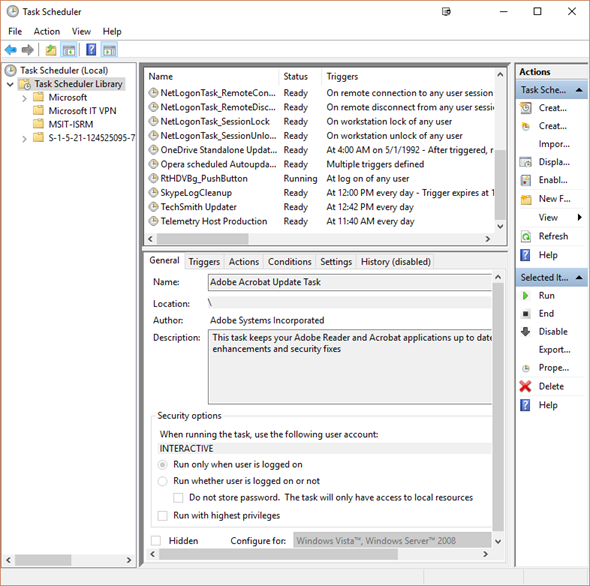 Task Scheduler
File Action View Help
Task Scheduler (Local)
Task Scheduler Library
Microsoft
Microsoft IT VPN
MSIT-ISRM
S-1-5-21-124525095-7
Name Status Triggers
NetLogonTask_RemoteCon... Ready On remote connection to any user session
NetLogonTask_RemoteDisc... Ready On remote disconnect from any user sessi
NetLogonTask_SessionLock Ready On workstation lock of any user
NetLogonTask_SessionUnlo... Ready On workstation unlock of any user
OneDrive Standalone Updat... Ready At 4:00 AM on 5/1/1992 - After triggered, r
Opera scheduled Autoupda... Ready Multiple triggers defined
RtHDVBg_PushButton Running At log on of any user
SkypeLogCleanup Ready At 12:00 PM every day - Trigger expires at 1
TechSmith Updater Ready At 12:42 PM every day
Telemetry Host Production Ready At 11:40 AM every day
General Triggers Actions Conditions Settings History (disabled)
Name: Adobe Acrobat Update Task
Location: \
Author: Adobe Systems Incorporated
Description: This task keeps your Adobe Reader and Acrobat applications up to date
enhancements and security fixes
Security options
When running the task, use the following user account:
INTERACTIVE
Run only when user is logged on
Run whether user is logged on or not
Do not store password. The task will only have access to local resources
Run with highest privileges
Hidden Configure for: Windows Vista™, Windows Server™ 2008
Actions
Task Sche...
Creat...
Creat...
Impor...
Displa...
Enabl...
New F...
View
Refresh
Help
Selected It...
Run
End
Disable
Export...
Prope...
Delete
Help